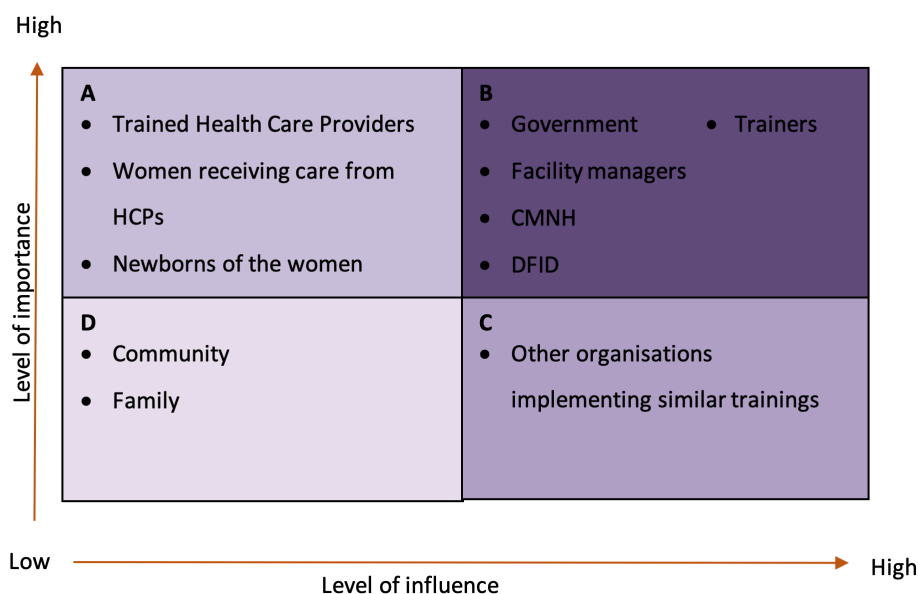 High
A
• Trained Health Care Providers
• Women receiving care from
HCPs
• Newborns of the women
B
• Government • Trainers
• Facility managers
• CMNH
• DFID
Level of importance
D
• Community
• Family
C
• Other organisations
implementing similar trainings
Low
High
Level of influence